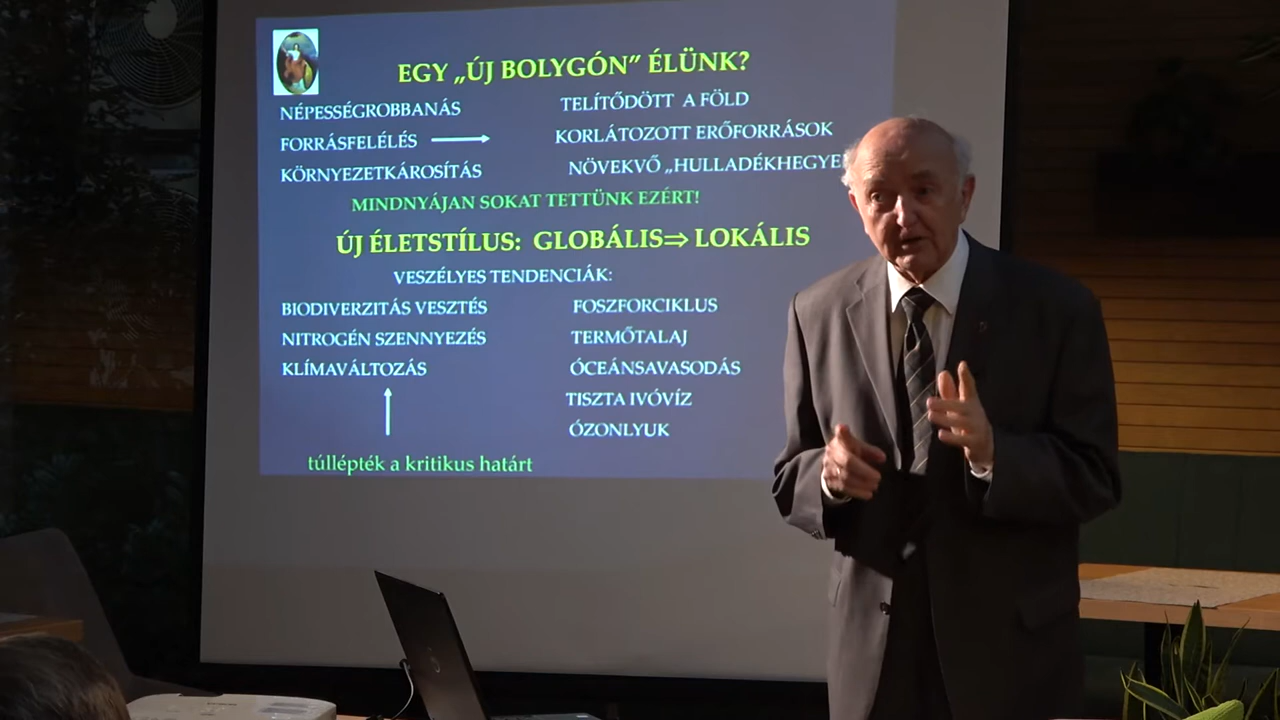 EGY „ÚJ BOLYGÓN” ÉLÜNK?
NÉPESSÉGROBBANÁS
TELÍTŐDÖTT A FÖLD
FORRÁSFELÉLÉS
KORLÁTOZOTT ERŐFORRÁSOK
KÖRNYEZETKÁROSÍTÁS
NÖVEKVŐ
MINDNYÁJAN SOKAT TETTÜNK EZÉRT!
ÚJ ÉLETSTÍLUS: GLOBÁLIS⇒ LOKÁLIS
VESZÉLYES TENDENCIÁK:
BIODIVERZITÁS VESZTÉS
FOSZFORCIKLUS
NITROGÉN SZENNYEZÉS
TERMŐTALAJ
KLÍMAVÁLTOZÁS
ÓCEÁNSAVASODÁS
TISZTA IVÓVÍZ
ÓZONLYUK
túllépték a kritikus határt